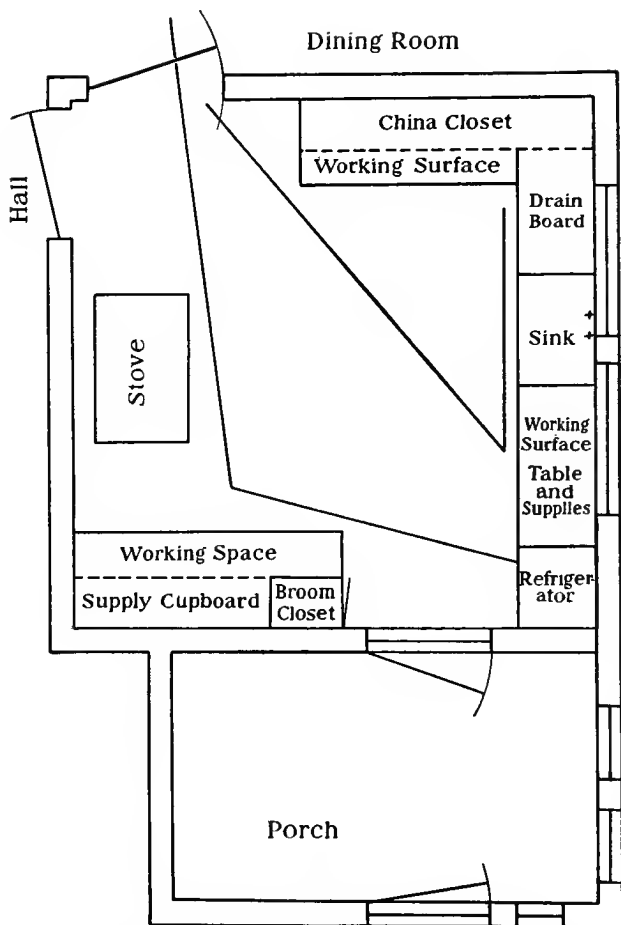 Dining Room
China Closet
Working Surface
Hall
Drain
Board
Stove
Sink
Working
Surface
Table
and
Supplies
Working Space
Supply Cupboard
Broom
Closet
Refriger-
ator
Porch